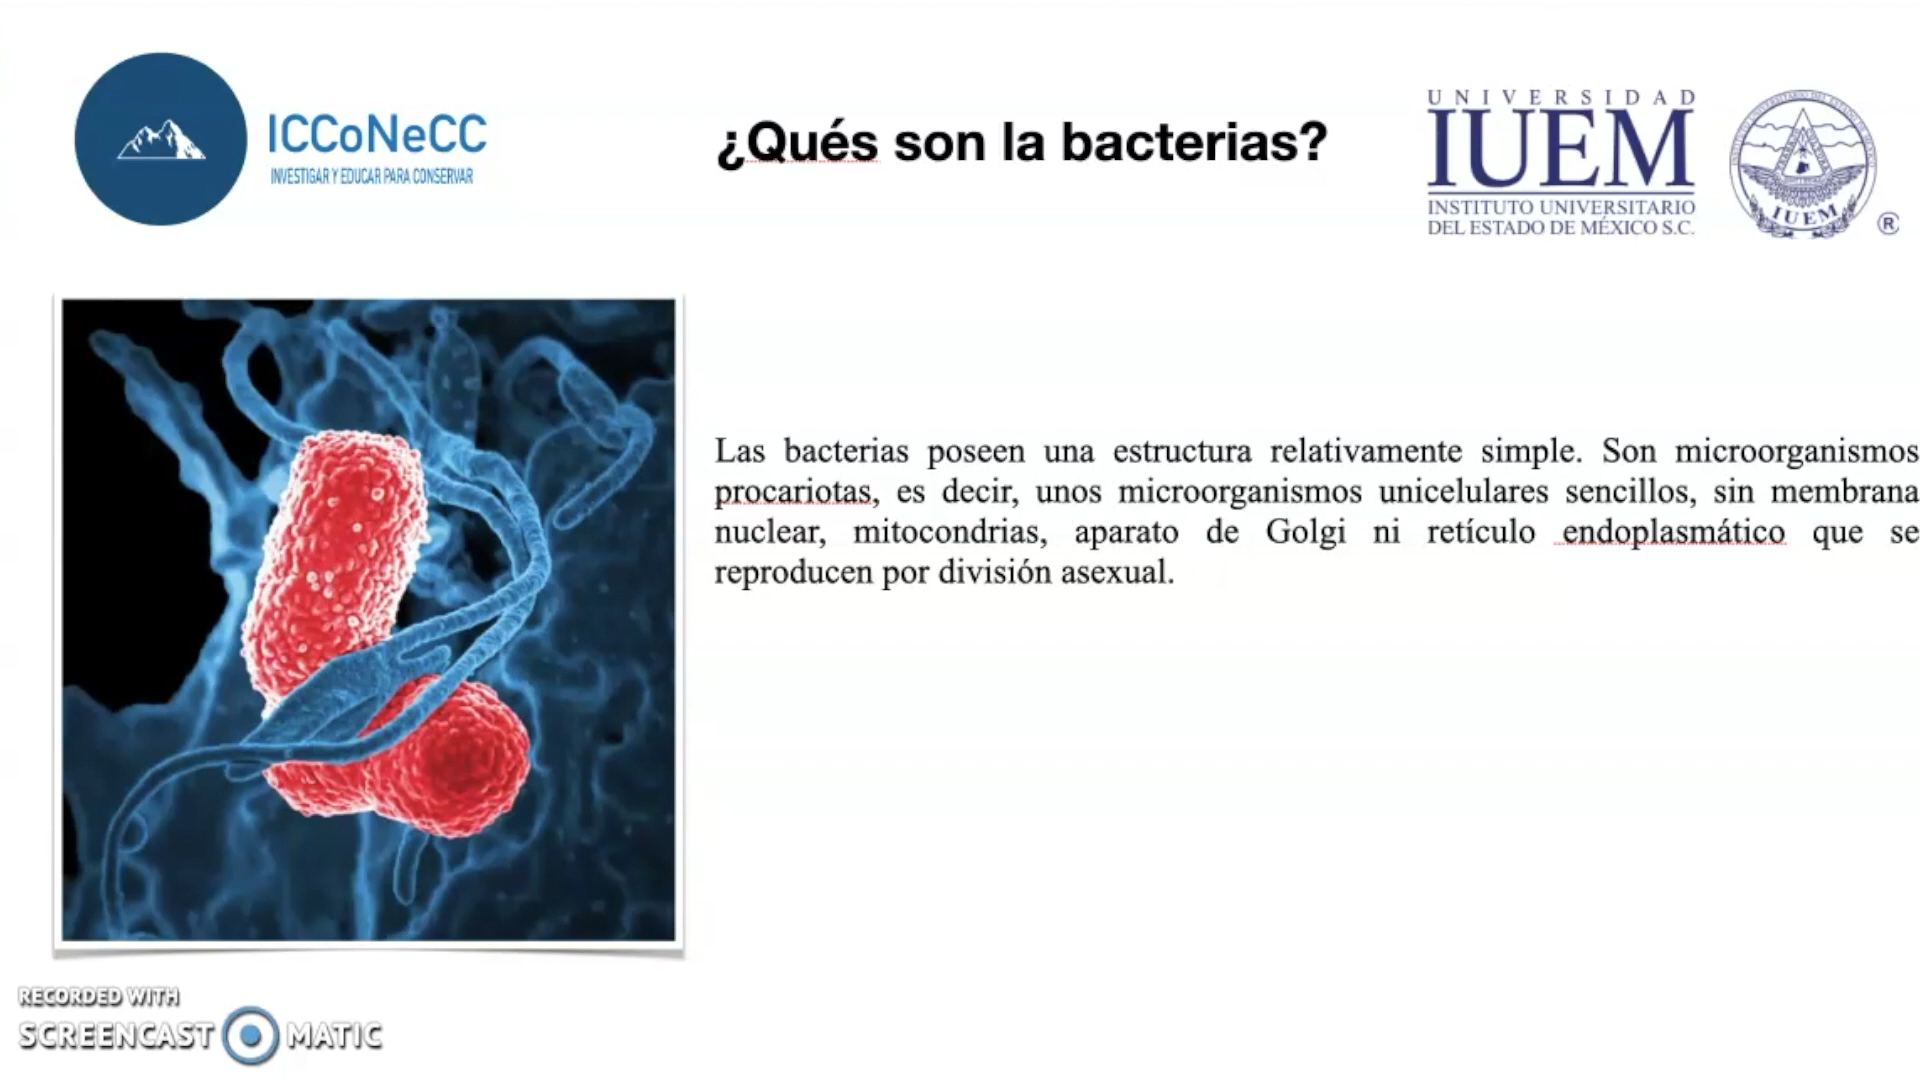 ICCoNeCC
INVESTIGAR Y EDUCAR PARA CONSERVAR
¿Qués son la bacterias?
UNIVERSIDAD
IUEM
INSTITUTO UNIVERSITARIO
DEL ESTADO DE MÉXICO S.C.
IUEM
®
Las bacterias poseen una estructura relativamente simple. Son microorganismos
procariotas, es decir, unos microorganismos unicelulares sencillos, sin membrana
nuclear, mitocondrias, aparato de Golgi ni retículo endoplasmático que se
reproducen por división asexual.
RECORDED WITH
SCREENCAST MATIC